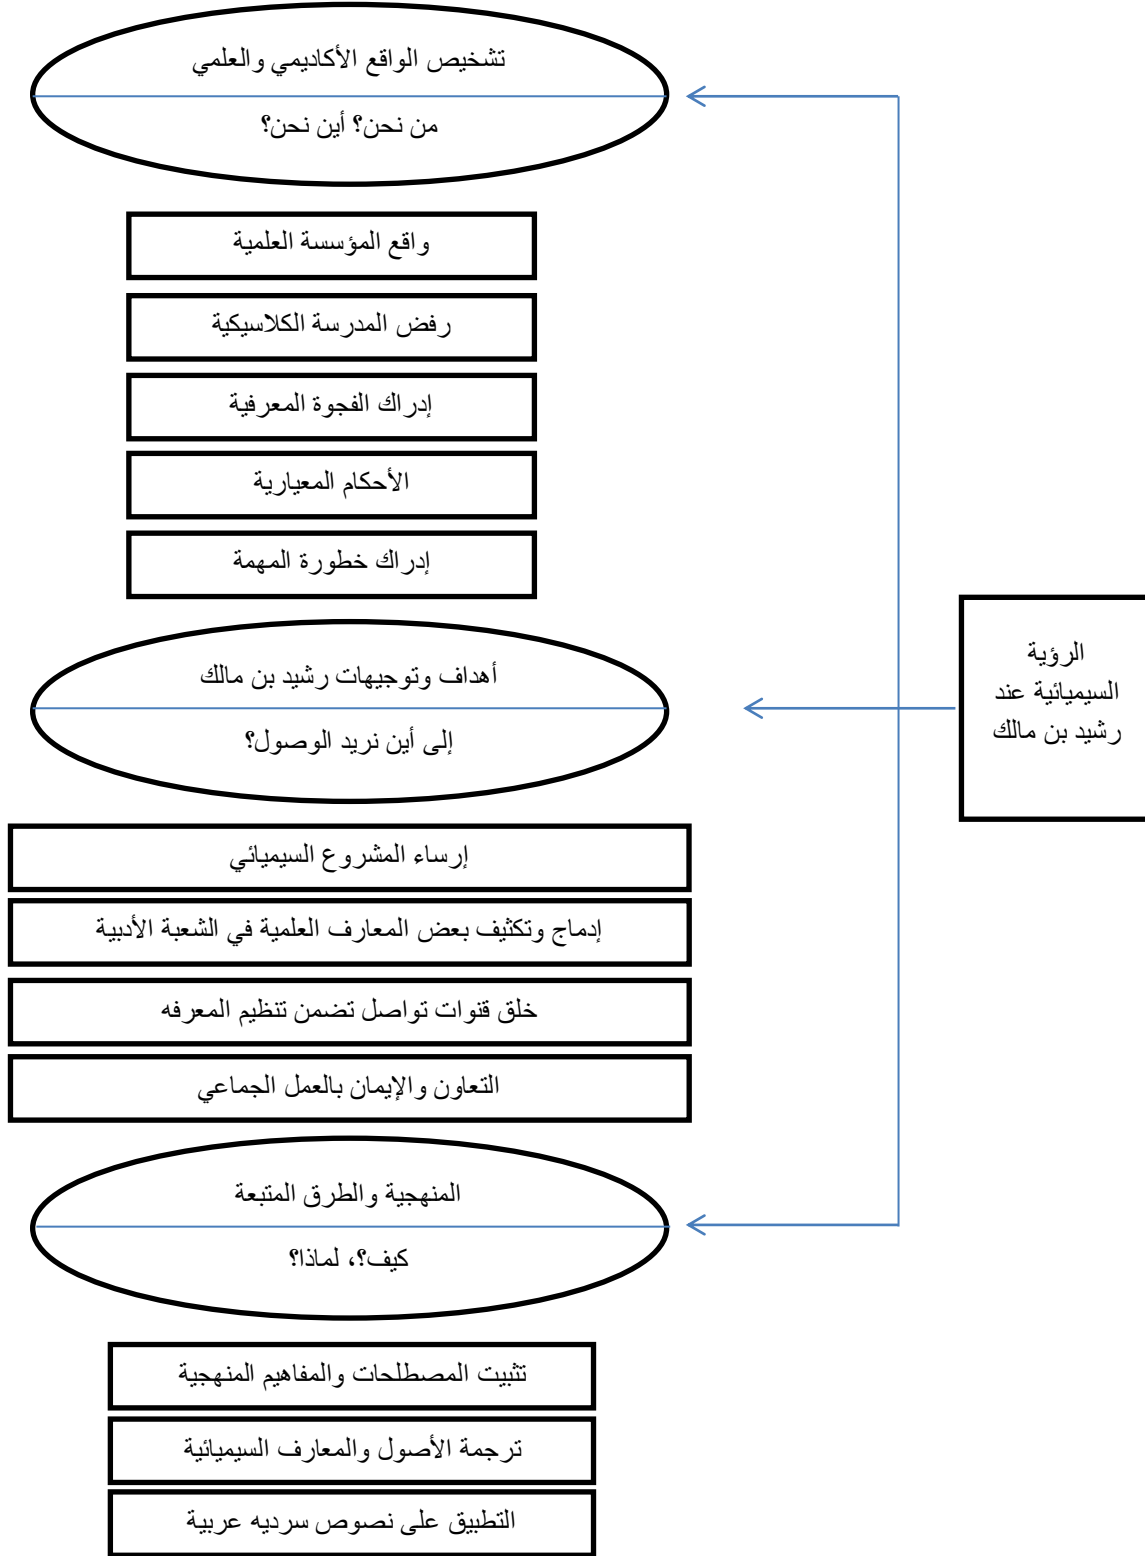 تشخيص الواقع الأكاديمي والعلمي
من نحن؟ أين نحن؟
واقع المؤسسة العلمية
رفض المدرسة الكلاسيكية
إدراك الفجوة المعرفية
الأحكام المعيارية
إدراك خطورة المهمة
الرؤية
السيميائية عند
رشيد بن مالك
أهداف وتوجيهات رشيد بن مالك
إلى أين نريد الوصول؟
إرساء المشروع السيميائي
إدماج وتكثيف بعض المعارف العلمية في الشعبة الأدبية
خلق قنوات تواصل تضمن تنظيم المعرفه
التعاون والإيمان بالعمل الجماعي
المنهجية والطرق المتبعة
كيف؟، لماذا؟
تثبيت المصطلحات والمفاهيم المنهجية
ترجمة الأصول والمعارف السيميائية
التطبيق على نصوص سرديه عربية